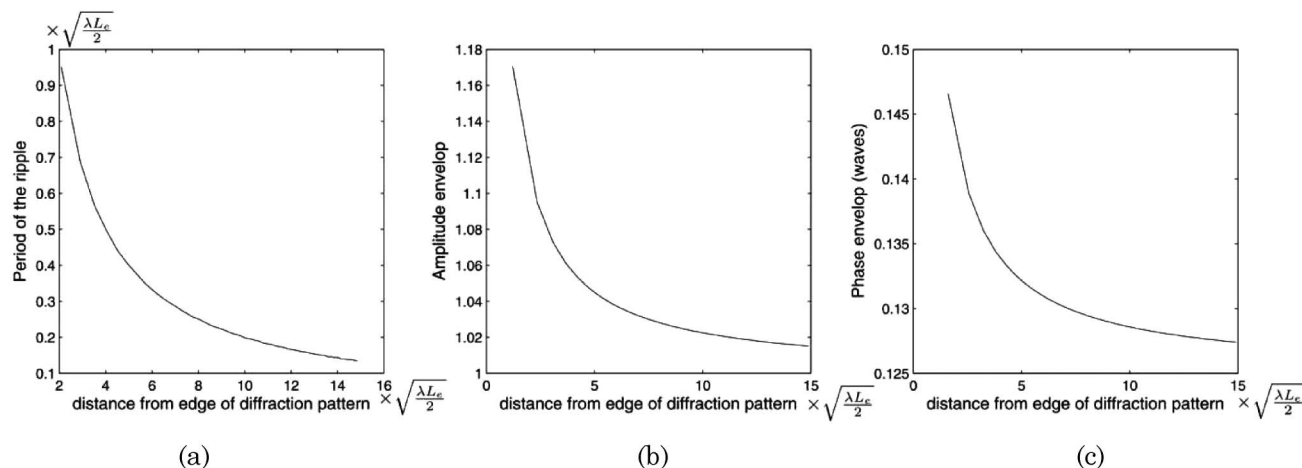 × √(λLₑ/2)
1
0.9
0.8
0.7
0.6
0.5
0.4
0.3
0.2
0.1
Period of the ripple
2 4 6 8 10 12 14 16
distance from edge of diffraction pattern × √(λLₑ/2)
(a)
1.18
1.16
1.14
1.12
1.1
1.08
1.06
1.04
1.02
1
Amplitude envelop
0 5 10 15
distance from edge of diffraction pattern × √(λLₑ/2)
(b)
0.15
0.145
0.14
0.135
0.13
0.125
Phase envelop (waves)
0 5 10 15
distance from edge of diffraction pattern × √(λLₑ/2)
(c)